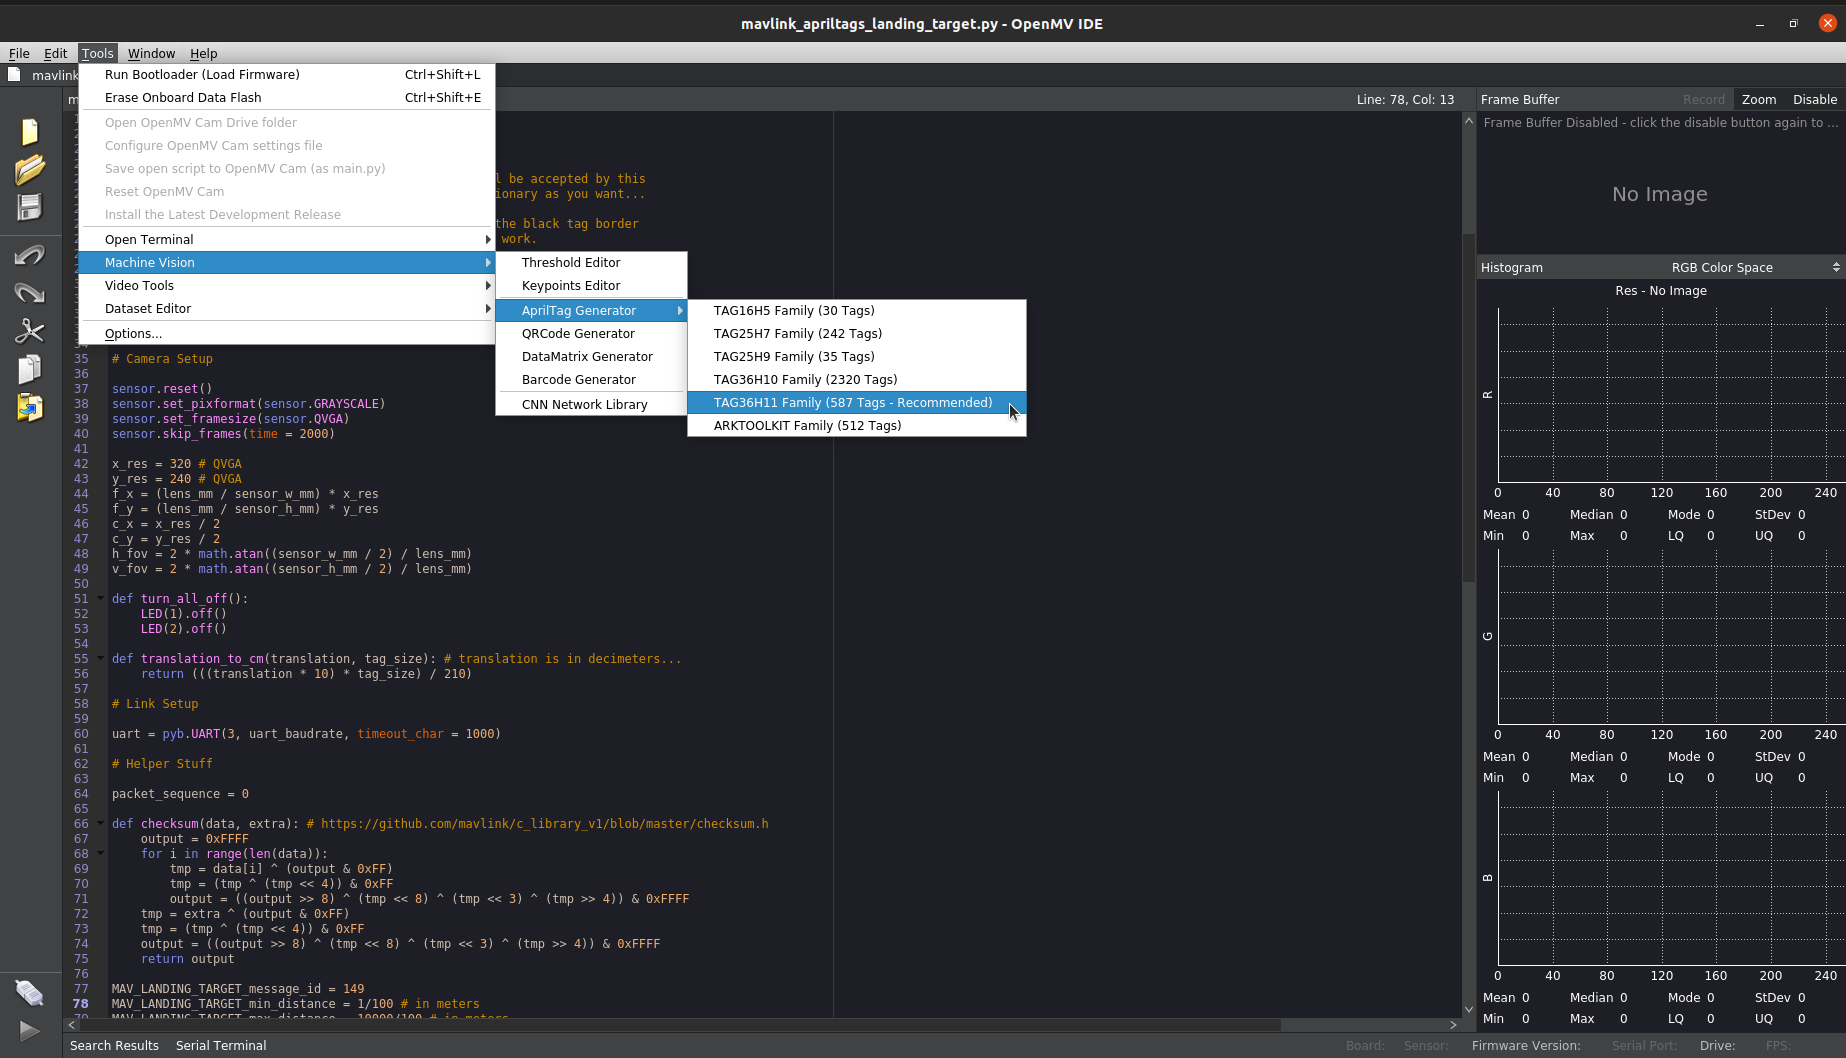 mavlink_apriltags_landing_target.py - OpenMV IDE
File Edit Tools Window Help
mavlink
Run Bootloader (Load Firmware) Ctrl+Shift+L
Erase Onboard Data Flash Ctrl+Shift+E
Open OpenMV Cam Drive folder
Configure OpenMV Cam settings file
Save open script to OpenMV Cam (as main.py)
Reset OpenMV Cam
Install the Latest Development Release
Open Terminal
Machine Vision
Video Tools
Dataset Editor
Options...
Threshold Editor
Keypoints Editor
AprilTag Generator
QRCode Generator
DataMatrix Generator
Barcode Generator
CNN Network Library
TAG16H5 Family (30 Tags)
TAG25H7 Family (242 Tags)
TAG25H9 Family (35 Tags)
TAG36H10 Family (2320 Tags)
TAG36H11 Family (587 Tags - Recommended)
ARKTOOLKIT Family (512 Tags)
Line: 78, Col: 13
l be accepted by this
ionary as you want...
the black tag border
work.
35 # Camera Setup
36
37 sensor.reset()
38 sensor.set_pixformat(sensor.GRAYSCALE)
39 sensor.set_framesize(sensor.QVGA)
40 sensor.skip_frames(time = 2000)
41
42 x_res = 320 # QVGA
43 y_res = 240 # QVGA
44 f_x = (lens_mm / sensor_w_mm) * x_res
45 f_y = (lens_mm / sensor_h_mm) * y_res
46 c_x = x_res / 2
47 c_y = y_res / 2
48 h_fov = 2 * math.atan((sensor_w_mm / 2) / lens_mm)
49 v_fov = 2 * math.atan((sensor_h_mm / 2) / lens_mm)
50
51 def turn_all_off():
52 LED(1).off()
53 LED(2).off()
54
55 def translation_to_cm(translation, tag_size): # translation is in decimeters...
56 return (((translation * 10) * tag_size) / 210)
57
58 # Link Setup
59
60 uart = pyb.UART(3, uart_baudrate, timeout_char = 1000)
61
62 # Helper Stuff
63
64 packet_sequence = 0
65
66 def checksum(data, extra): # https://github.com/mavlink/c_library_v1/blob/master/checksum.h
67 output = 0xFFFF
68 for i in range(len(data)):
69 tmp = data[i] ^ (output & 0xFF)
70 tmp = (tmp ^ (tmp << 4)) & 0xFF
71 output = ((output >> 8) ^ (tmp << 8) ^ (tmp << 3) ^ (tmp >> 4)) & 0xFFFF
72 tmp = extra ^ (output & 0xFF)
73 tmp = (tmp ^ (tmp << 4)) & 0xFF
74 output = ((output >> 8) ^ (tmp << 8) ^ (tmp << 3) ^ (tmp >> 4)) & 0xFFFF
75 return output
76
77 MAV_LANDING_TARGET_message_id = 149
78 MAV_LANDING_TARGET_min_distance = 1/100 # in meters
79 MAV_LANDING_TARGET_max_distance = 10000/100 # in meters
Frame Buffer Record Zoom Disable
Frame Buffer Disabled - click the disable button again to ...
No Image
Histogram RGB Color Space
Res - No Image
R
0 40 80 120 160 200 240
Mean 0 Median 0 Mode 0 StDev 0
Min 0 Max 0 LQ 0 UQ 0
G
0 40 80 120 160 200 240
Mean 0 Median 0 Mode 0 StDev 0
Min 0 Max 0 LQ 0 UQ 0
B
0 40 80 120 160 200 240
Mean 0 Median 0 Mode 0 StDev 0
Min 0 Max 0 LQ 0 UQ 0
Search Results Serial Terminal
Board: Sensor: Firmware Version: Serial Port: Drive: FPS: